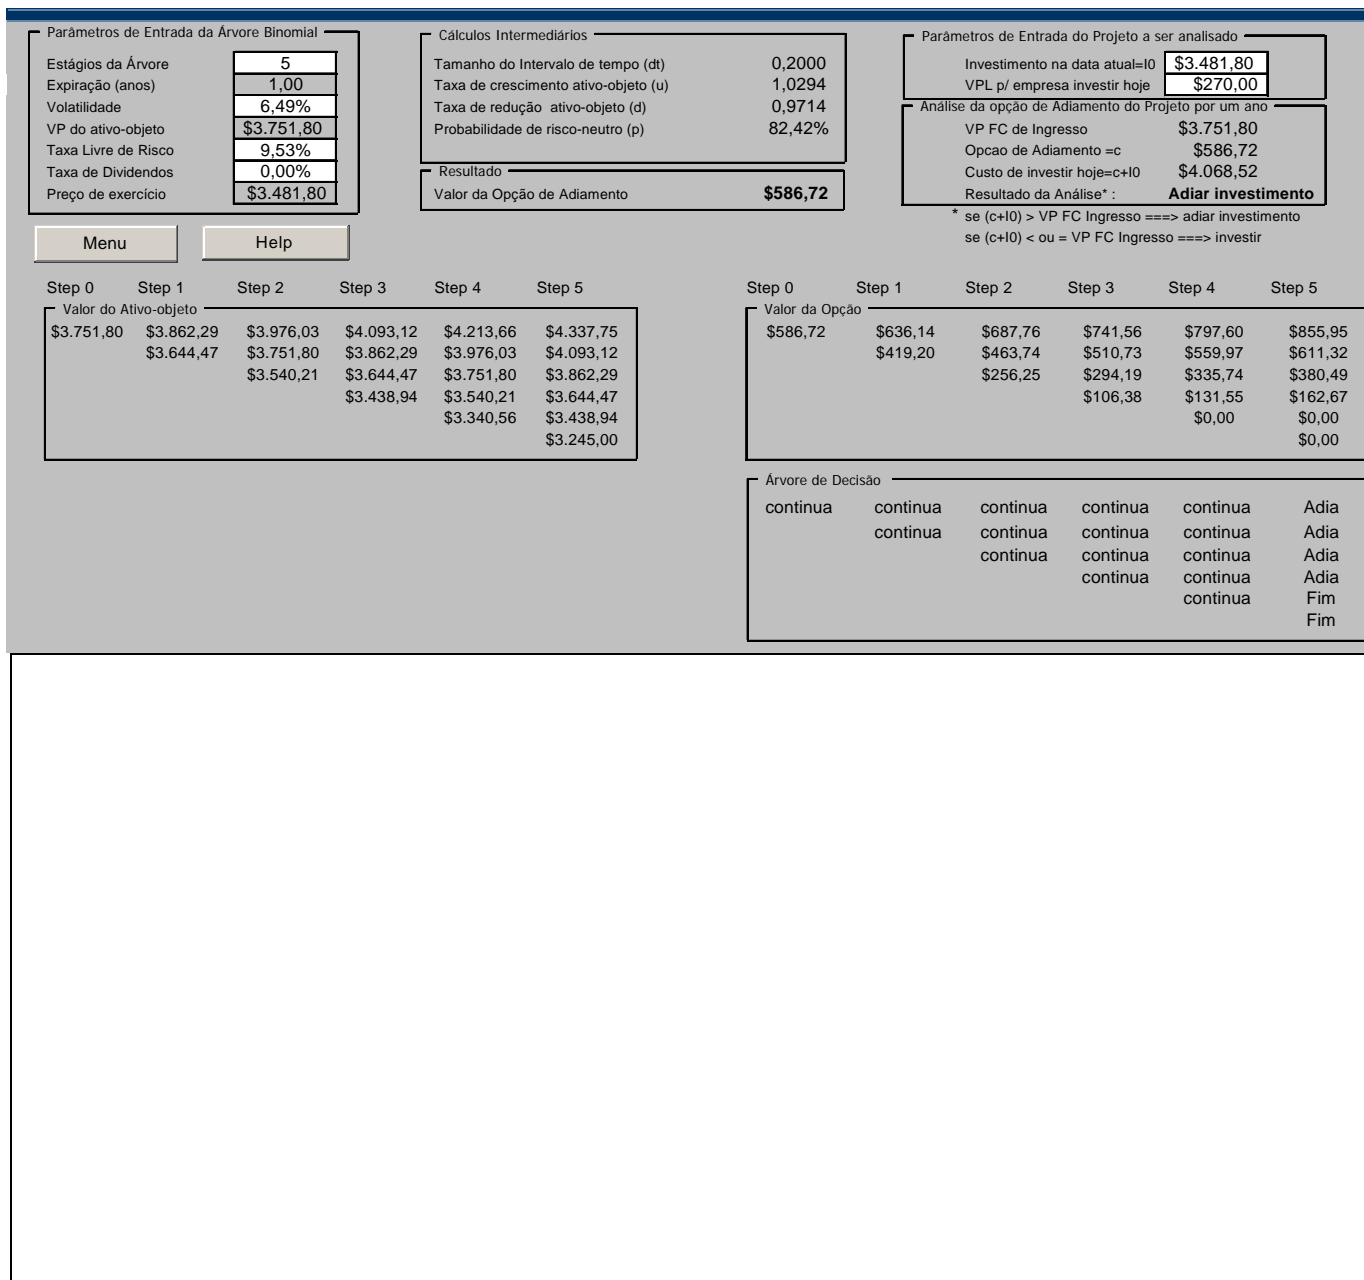 Parâmetros de Entrada da Árvore Binomial
Estágios da Árvore 5
Expiração (anos) 1,00
Volatilidade 6,49%
VP do ativo-objeto $3.751,80
Taxa Livre de Risco 9,53%
Taxa de Dividendos 0,00%
Preço de exercício $3.481,80
Cálculos Intermediários
Tamanho do Intervalo de tempo (dt) 0,2000
Taxa de crescimento ativo-objeto (u) 1,0294
Taxa de redução ativo-objeto (d) 0,9714
Probabilidade de risco-neutro (p) 82,42%
Resultado
Valor da Opção de Adiamento $586,72
Parâmetros de Entrada do Projeto a ser analisado
Investimento na data atual=I0 $3.481,80
VPL p/ empresa investir hoje $270,00
Análise da opção de Adiamento do Projeto por um ano
VP FC de Ingresso $3.751,80
Opcao de Adiamento =c $586,72
Custo de investir hoje=c+I0 $4.068,52
Resultado da Análise* : Adiar investimento
* se (c+I0) > VP FC Ingresso ===> adiar investimento
se (c+I0) < ou = VP FC Ingresso ===> investir
Menu Help
Step 0 Step 1 Step 2 Step 3 Step 4 Step 5
Valor do Ativo-objeto
$3.751,80 $3.862,29 $3.976,03 $4.093,12 $4.213,66 $4.337,75
$3.644,47 $3.751,80 $3.862,29 $3.976,03 $4.093,12
$3.540,21 $3.644,47 $3.751,80 $3.862,29
$3.438,94 $3.540,21 $3.644,47
$3.340,56 $3.438,94
$3.245,00
Step 0 Step 1 Step 2 Step 3 Step 4 Step 5
Valor da Opção
$586,72 $636,14 $687,76 $741,56 $797,60 $855,95
$419,20 $463,74 $510,73 $559,97 $611,32
$256,25 $294,19 $335,74 $380,49
$106,38 $131,55 $162,67
$0,00 $0,00
$0,00
Árvore de Decisão
continua continua continua continua continua Adia
continua continua continua continua Adia
continua continua continua Adia
continua continua Adia
continua Fim
Fim